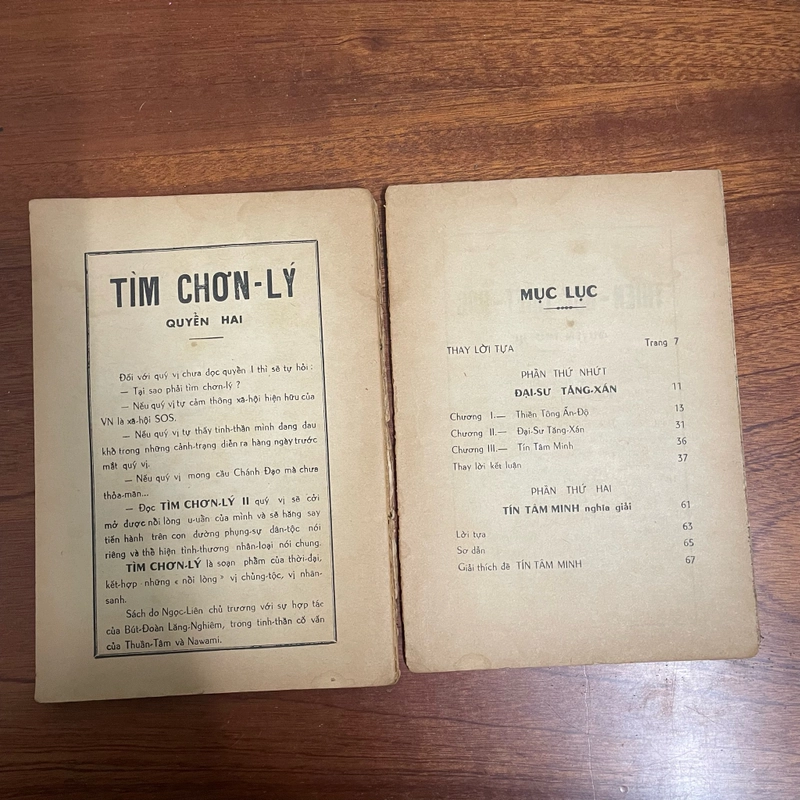 TÌM CHƠN-LÝ
QUYỂN HAI
Đối với quý vị chưa đọc quyển I thì sẽ tự hỏi :
— Tại sao phải tìm chơn-lý ?
— Nếu quý vị tự cảm thông xã-hội hiện hữu của
VN là xã-hội SOS.
— Nếu quý vị tự thấy tinh-thần mình đang đau
khổ trong những cảnh-trạng diễn ra hàng ngày trước
mắt quý vị.
— Nếu quý vị mong cầu Chánh Đạo mà chưa
thỏa-mãn...
— Đọc TÌM CHƠN-LÝ II quý vị sẽ cởi
mở được nỗi lòng u-uẩn của mình và sẽ hăng say
tiến hành trên con đường phụng-sự dân-tộc nói
riêng và thể hiện tình-thương nhân-loại nói chung.
TÌM CHƠN-LÝ là soạn phẩm của thời-đại,
kết-hợp những « nỗi lòng » vị chủng-tộc, vị nhân-
sanh.
Sách do Ngọc-Liên chủ trương với sự hợp tác
của Bút-Đoàn Lăng-Nghiêm, trong tinh-thần cố vấn
của Thuần-Tâm và Nawami.
MỤC LỤC
THAY LỜI TỰA Trang 7
PHẦN THỨ NHỨT
ĐẠI-SƯ TĂNG-XÁN 11
Chương I.— Thiền Tông Ấn-Độ 13
Chương II.— Đại-Sư Tăng-Xán 31
Chương III.— Tín Tâm Minh 36
Thay lời kết luận 37
PHẦN THỨ HAI
TÍN TÂM MINH nghĩa giải 61
Lời tựa 63
Sơ dẫn 65
Giải thích đề TÍN TÂM MINH 67